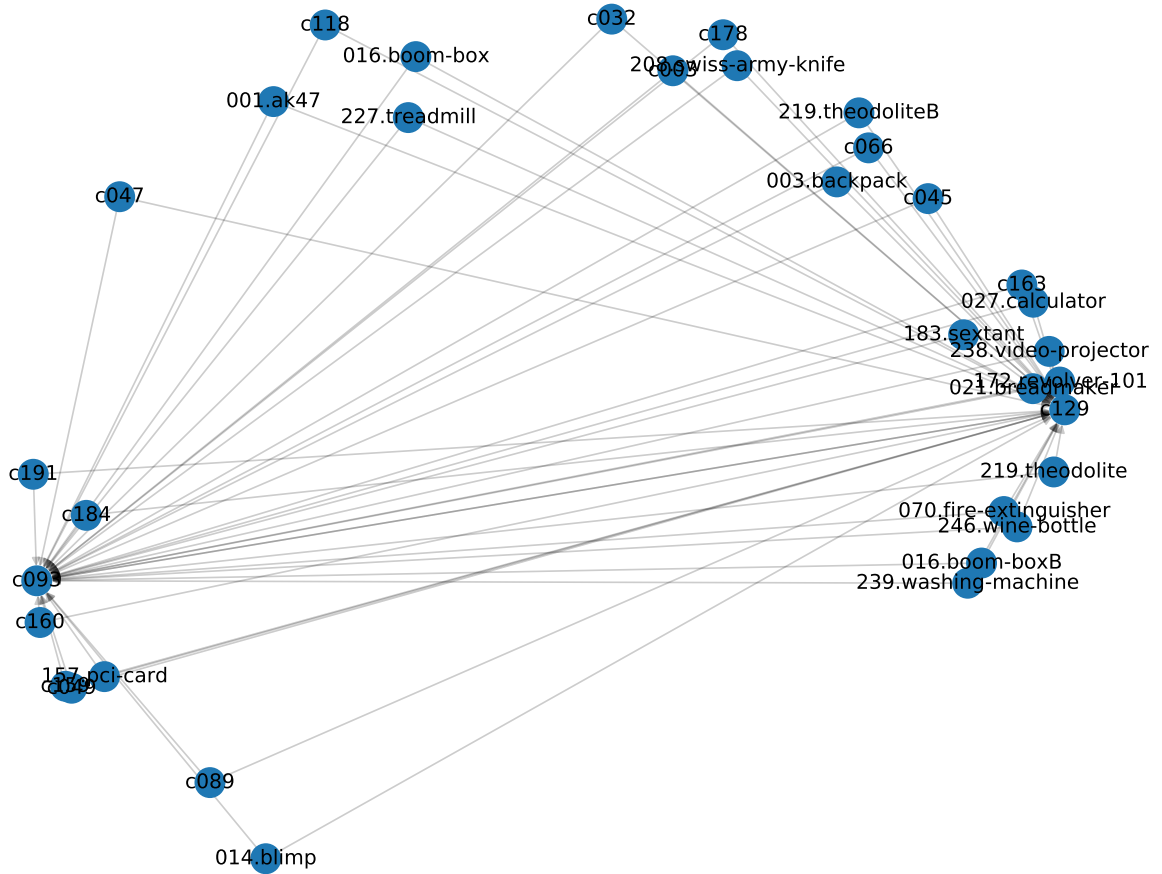 c032
c118
c178
016.boom-box
208.swiss-army-knife
c003
001.ak47
219.theodoliteB
227.treadmill
c066
003.backpack
c047
c045
c163
027.calculator
183.sextant
238.video-projector
172.revolver-101
021.breadmaker
c129
219.theodolite
c191
070.fire-extinguisher
c184
246.wine-bottle
016.boom-boxB
c093
239.washing-machine
c160
157.pci-card
c049
c089
014.blimp